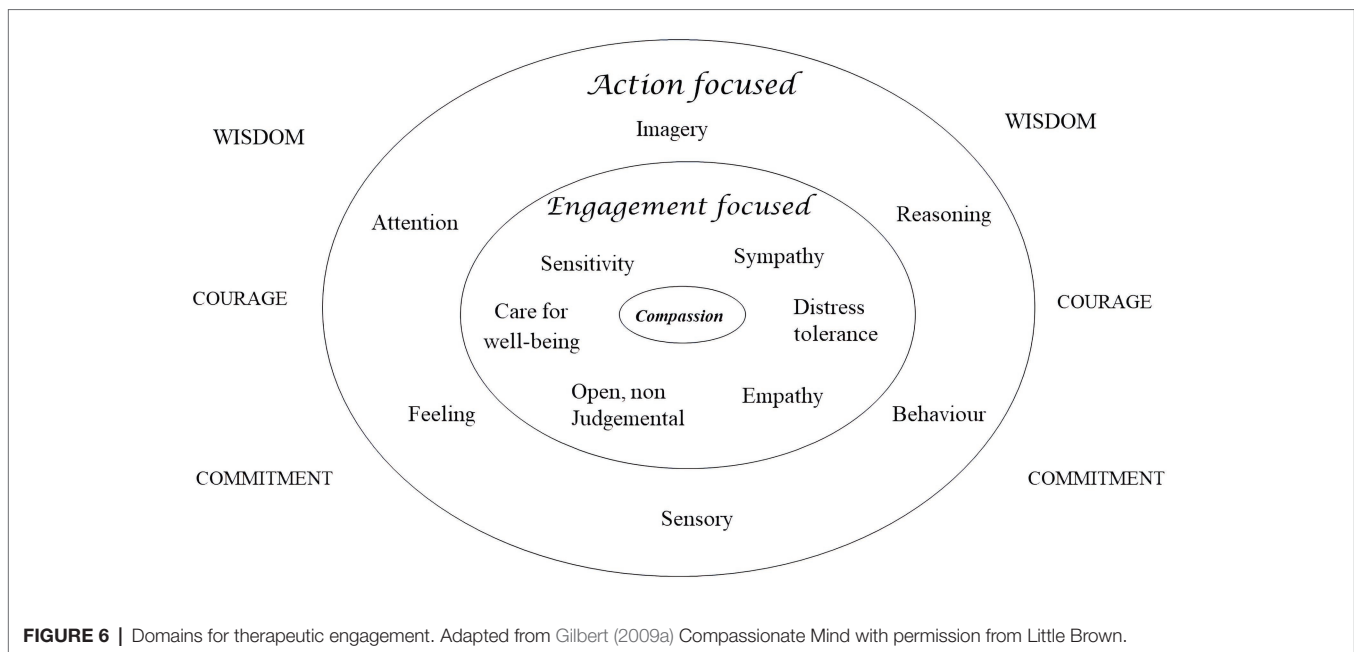 Action focused
Imagery
WISDOM
WISDOM
Engagement focused
Attention
Reasoning
Sensitivity
Sympathy
COURAGE
COURAGE
Care for
well-being
Compassion
Distress
tolerance
Open, non
Judgemental
Empathy
Feeling
Behaviour
COMMITMENT
COMMITMENT
Sensory
FIGURE 6 | Domains for therapeutic engagement. Adapted from Gilbert (2009a) Compassionate Mind with permission from Little Brown.